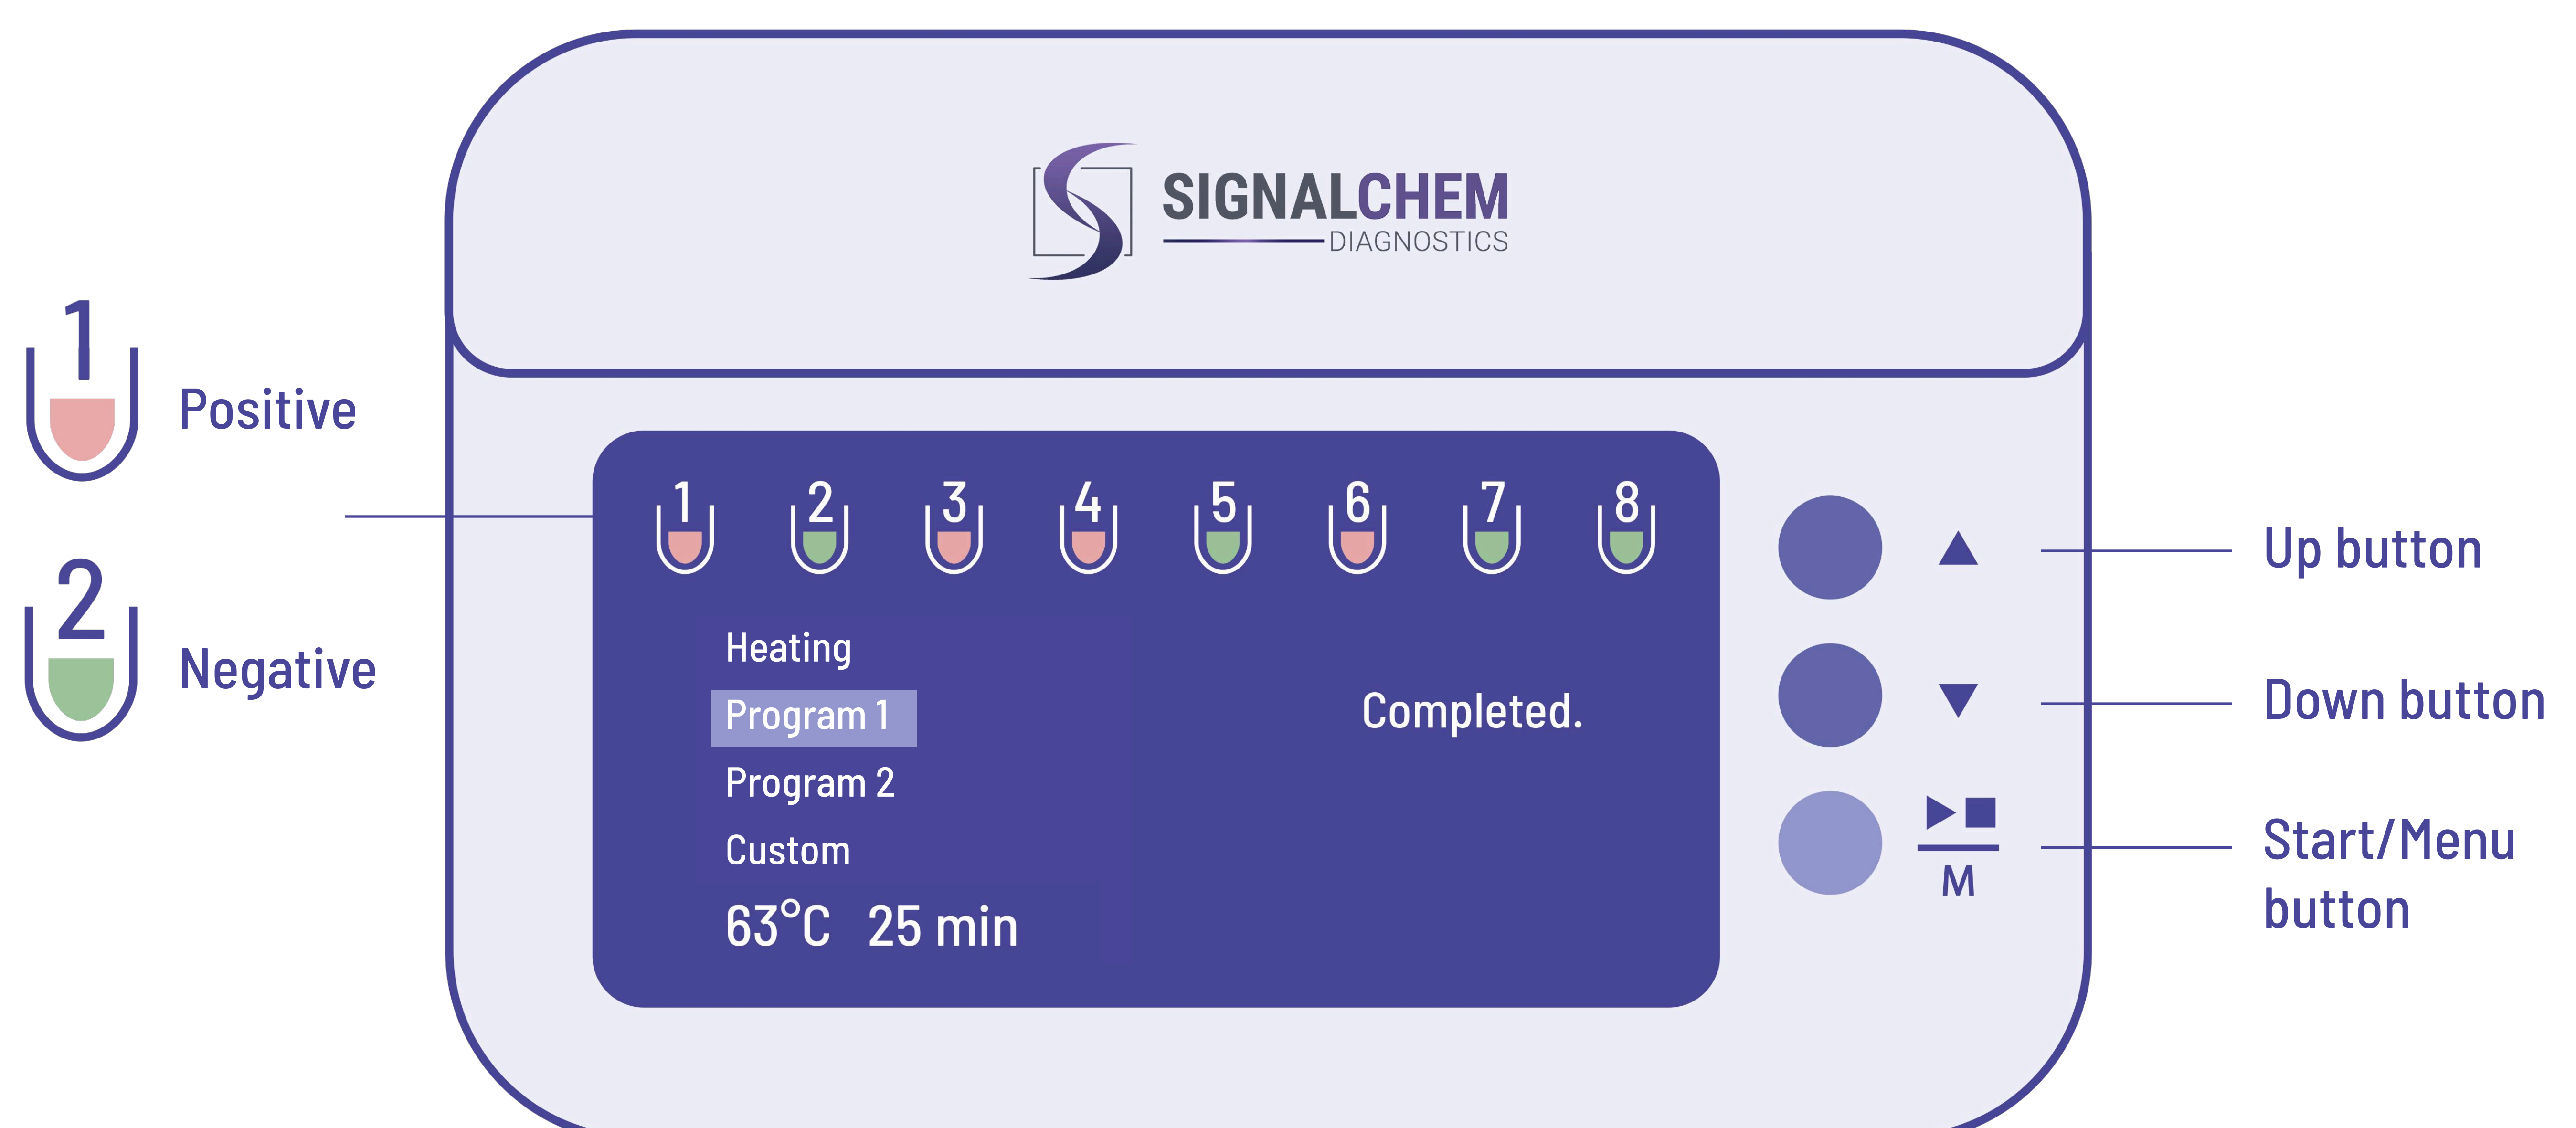 SIGNALCHEM
DIAGNOSTICS
1
Positive
2
Negative
1 2 3 4 5 6 7 8
Heating
Program 1
Program 2
Custom
63°C 25 min
Completed.
M
Up button
Down button
Start/Menu
button